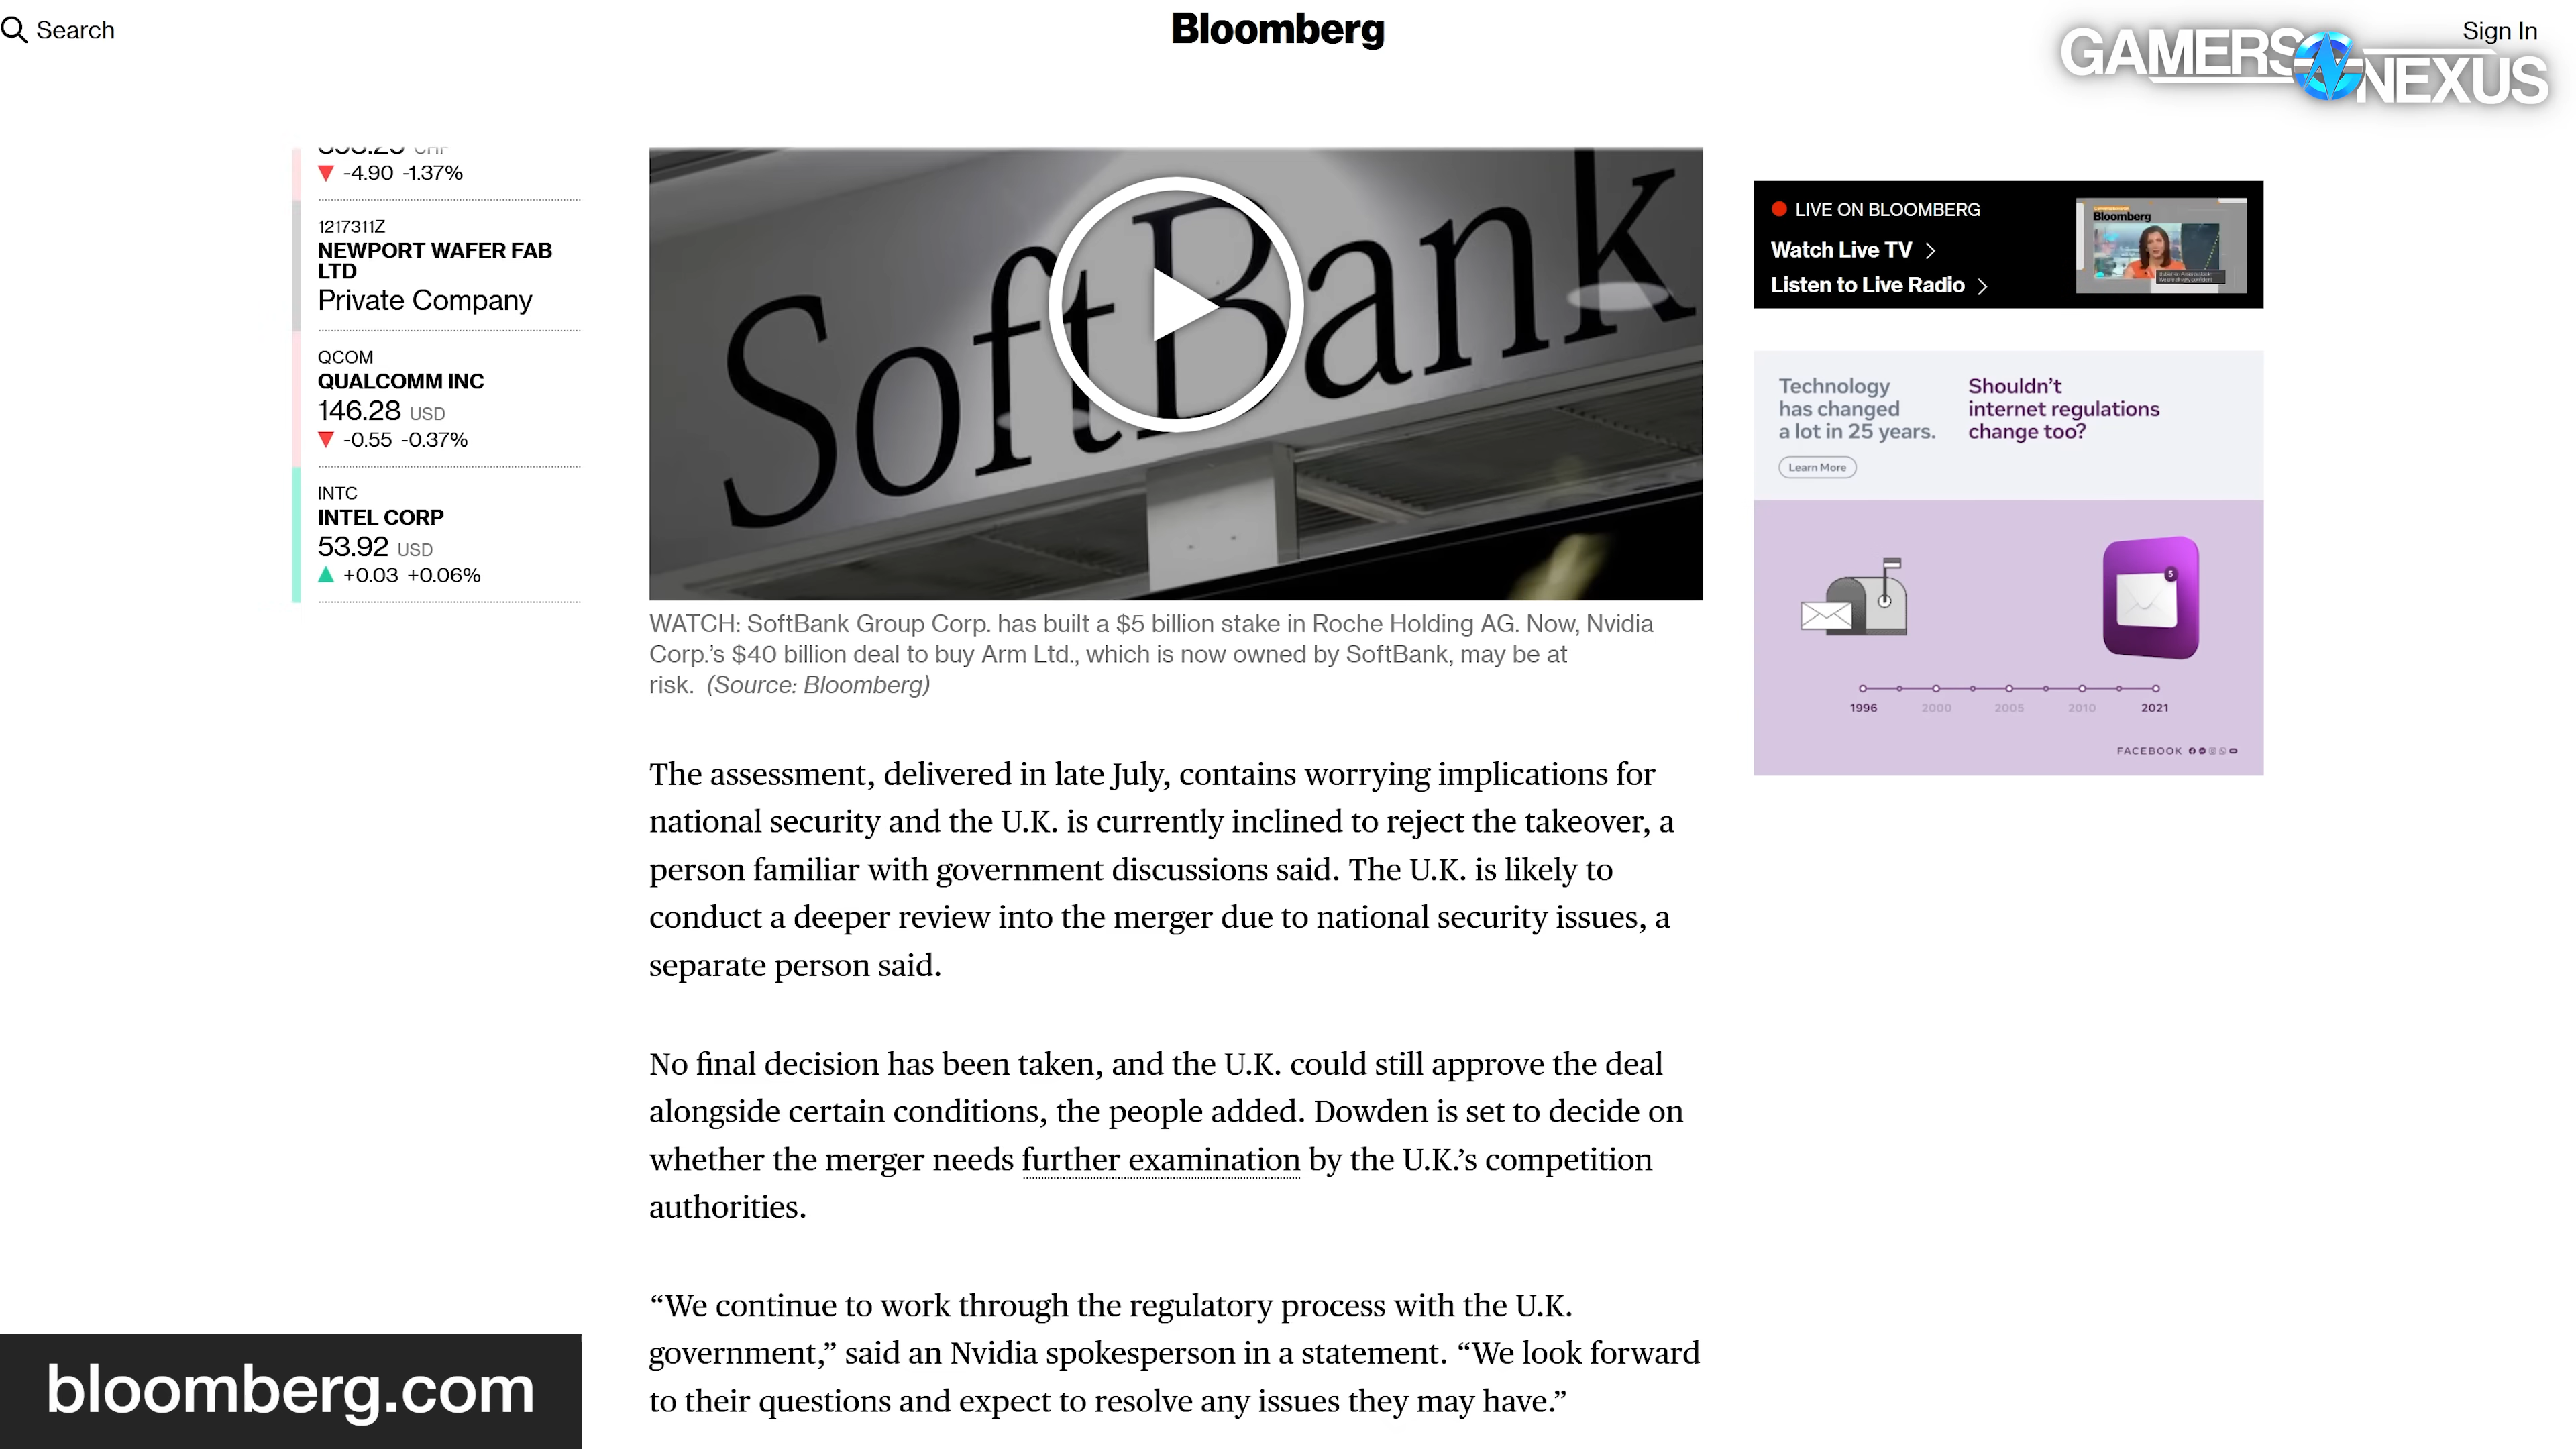 Search
Bloomberg
Sign In
GAMERS NEXUS
-4.90 -1.37%
1217311Z
NEWPORT WAFER FAB
LTD
Private Company
QCOM
QUALCOMM INC
146.28 USD
-0.55 -0.37%
INTC
INTEL CORP
53.92 USD
+0.03 +0.06%
SoftBank
WATCH: SoftBank Group Corp. has built a $5 billion stake in Roche Holding AG. Now, Nvidia
Corp.’s $40 billion deal to buy Arm Ltd., which is now owned by SoftBank, may be at
risk. (Source: Bloomberg)
The assessment, delivered in late July, contains worrying implications for
national security and the U.K. is currently inclined to reject the takeover, a
person familiar with government discussions said. The U.K. is likely to
conduct a deeper review into the merger due to national security issues, a
separate person said.
No final decision has been taken, and the U.K. could still approve the deal
alongside certain conditions, the people added. Dowden is set to decide on
whether the merger needs further examination by the U.K.’s competition
authorities.
“We continue to work through the regulatory process with the U.K.
government,” said an Nvidia spokesperson in a statement. “We look forward
to their questions and expect to resolve any issues they may have.”
LIVE ON BLOOMBERG
Watch Live TV
Listen to Live Radio
Bloomberg
Technology
has changed
a lot in 25 years.
Shouldn’t
internet regulations
change too?
Learn More
5
1996 2000 2005 2010 2021
FACEBOOK
bloomberg.com